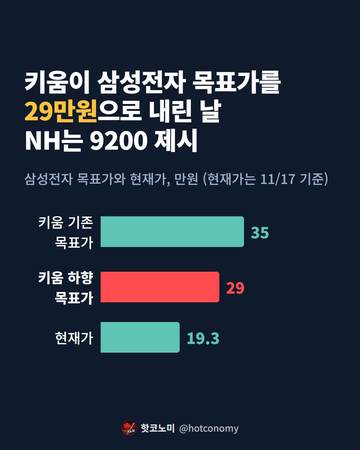 키움이 삼성전자 목표가를
29만원으로 내린 날
NH는 9200 제시
삼성전자 목표가와 현재가, 만원 (현재가는 11/17 기준)
키움 기존
목표가
35
키움 하향
목표가
29
현재가
19.3
핫코노미 @hotconomy